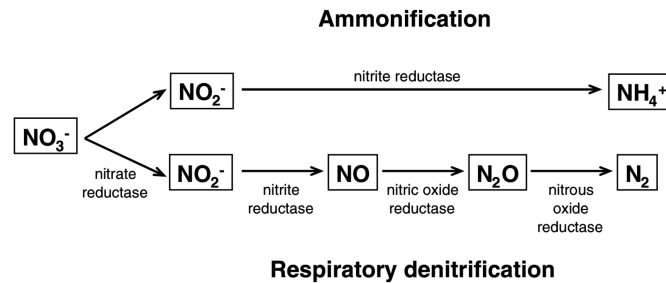 Ammonification
nitrite reductase
NO₂⁻
NH₄⁺
NO₃⁻
nitrate
reductase
NO₂⁻
NO
N₂O
N₂
nitrite
reductase
nitric oxide
reductase
nitrous
oxide
reductase
Respiratory denitrification